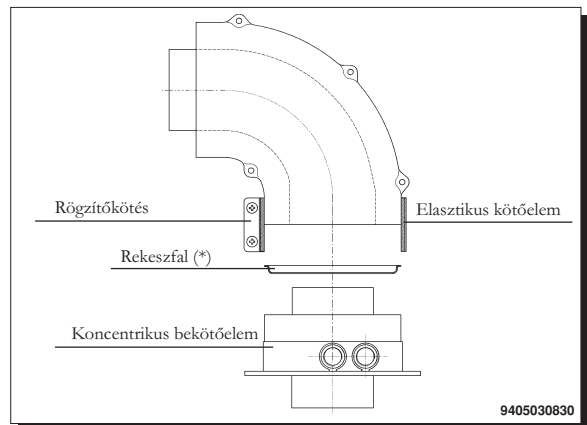 Rögzítőkötés
Elasztikus kötőelem
Rekeszfal (*)
Koncentrikus bekötőelem
9405030830